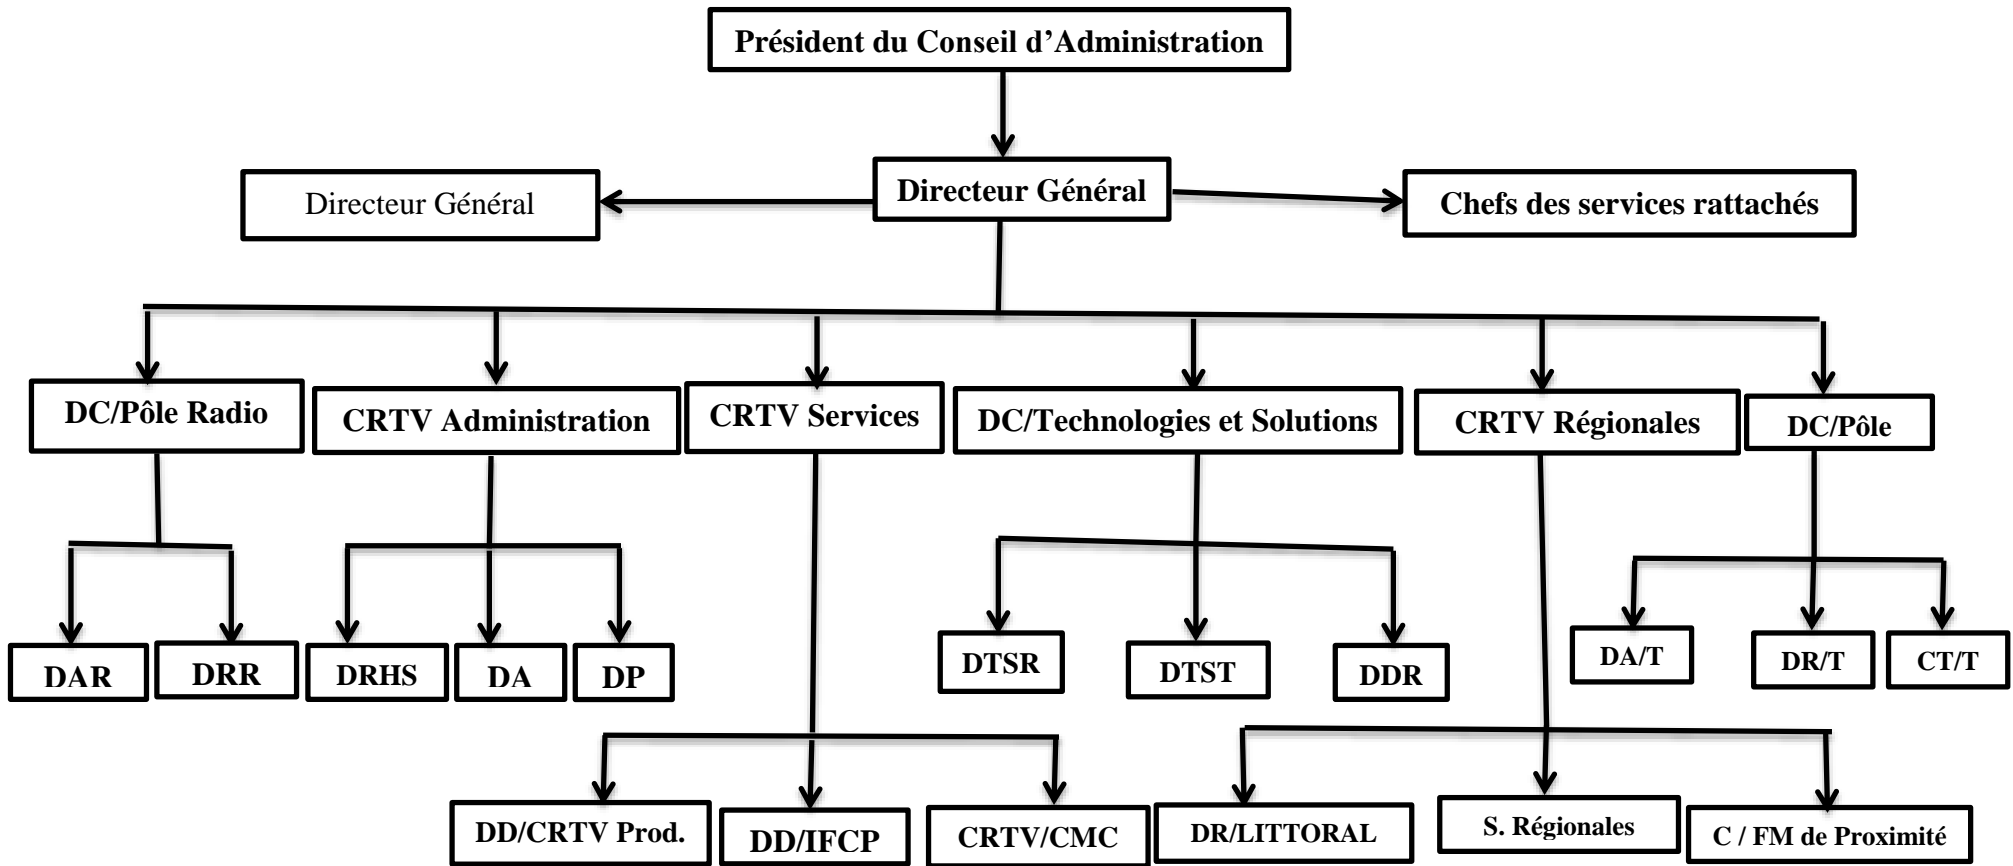 Président du Conseil d’Administration
Directeur Général
Directeur Général
Chefs des services rattachés
DC/Pôle Radio
CRTV Administration
CRTV Services
DC/Technologies et Solutions
CRTV Régionales
DC/Pôle
DAR
DRR
DRHS
DA
DP
DTSR
DTST
DDR
DA/T
DR/T
CT/T
DD/CRTV Prod.
DD/IFCP
CRTV/CMC
DR/LITTORAL
S. Régionales
C / FM de Proximité